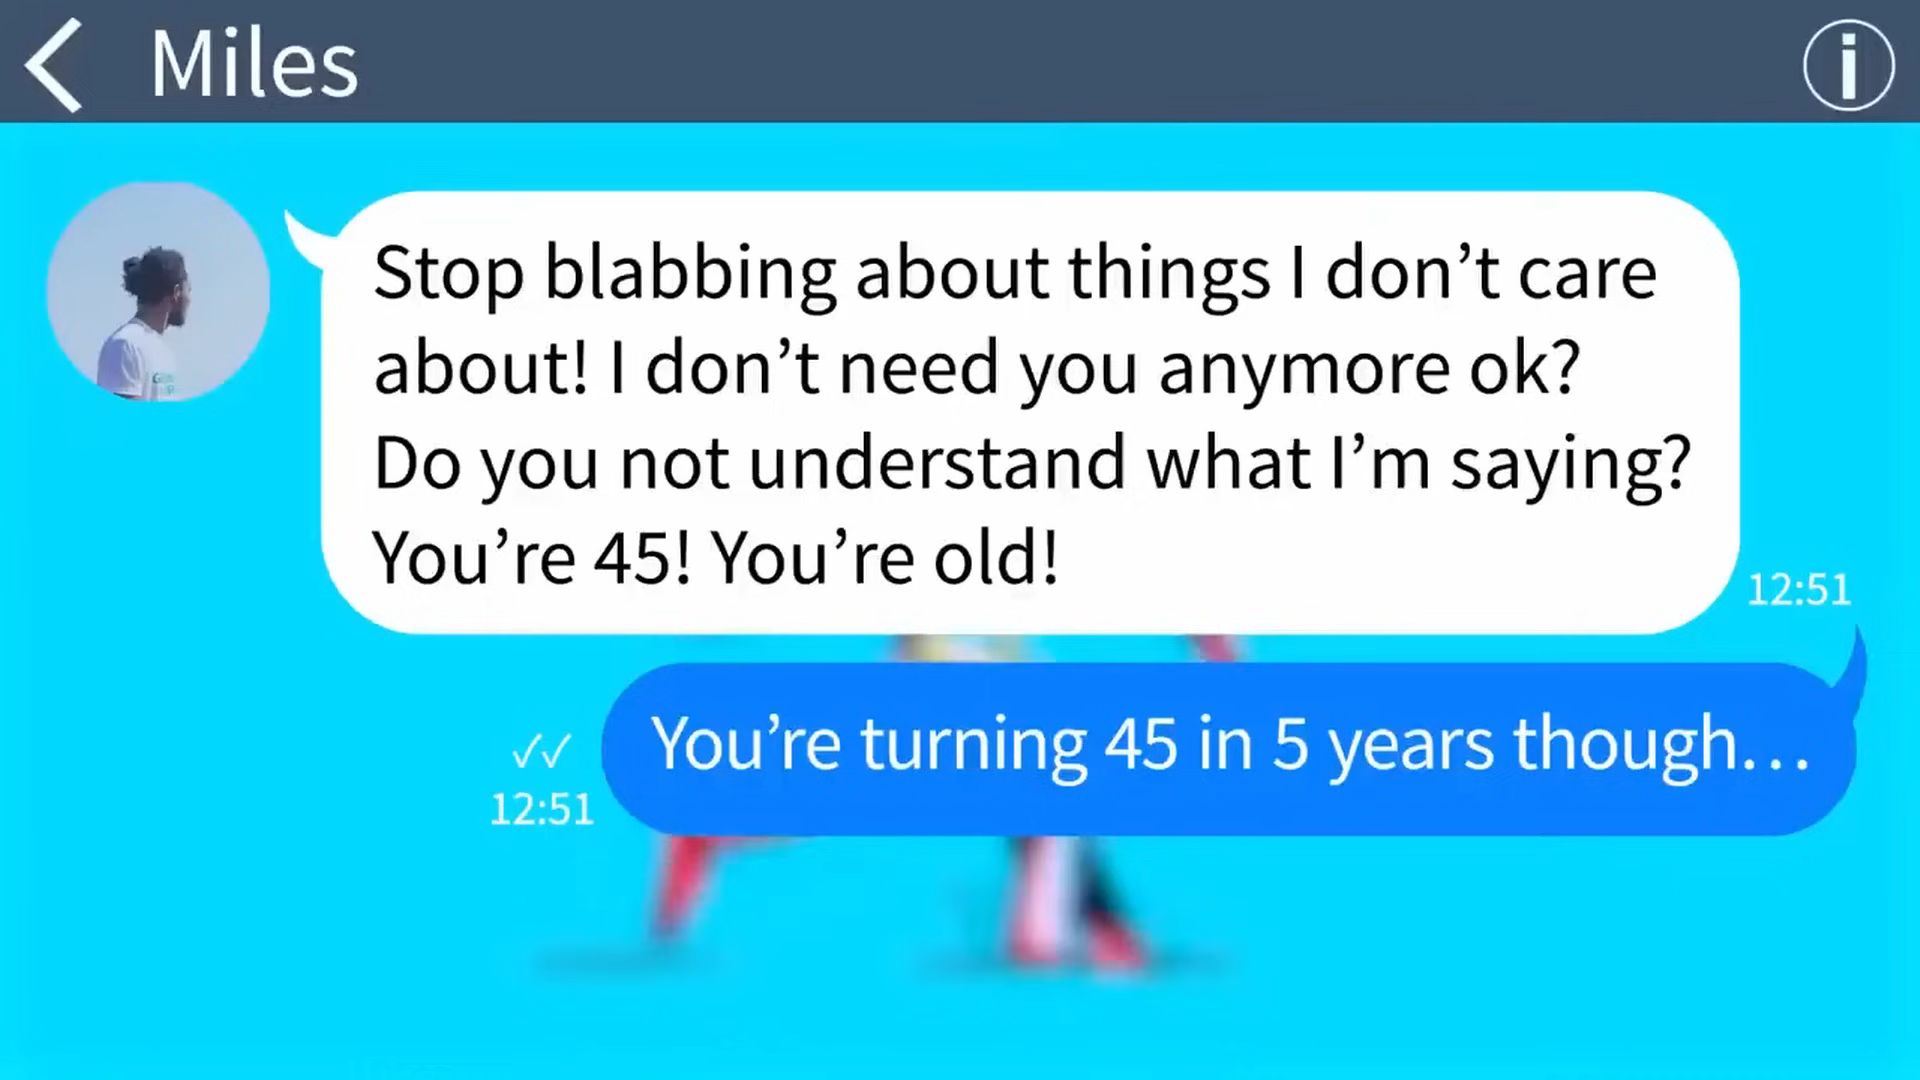 Miles
Stop blabbing about things I don’t care
about! I don’t need you anymore ok?
Do you not understand what I’m saying?
You’re 45! You’re old!
12:51
You’re turning 45 in 5 years though…
12:51